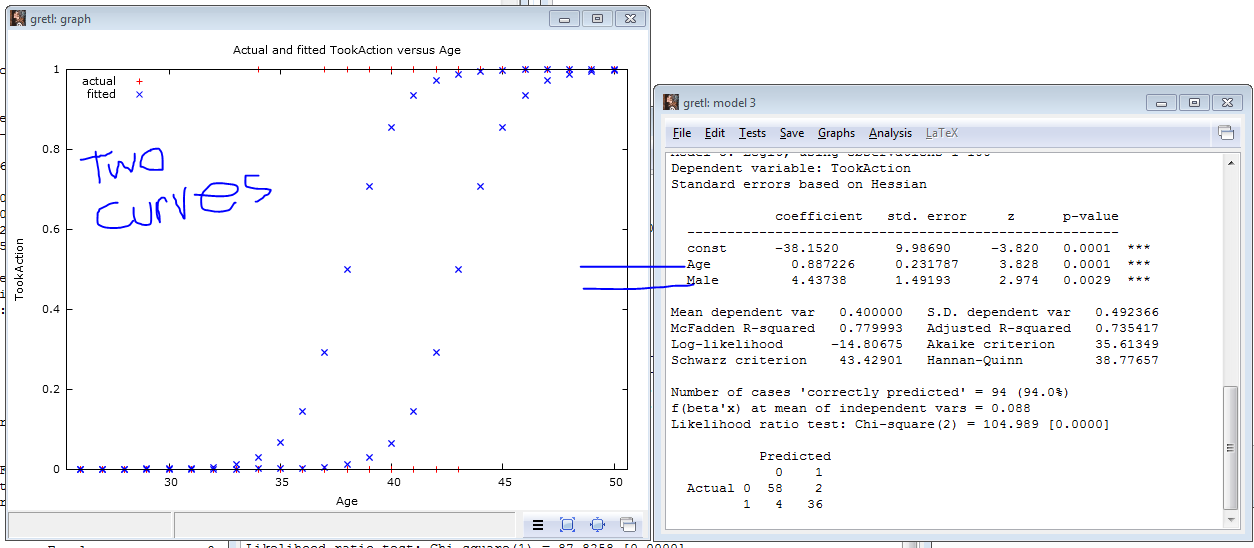 gretl: graph
Actual and fitted TookAction versus Age
1
0.8
0.6
0.4
0.2
0
actual
fitted
TWO
CURVES
TookAction
30 35 40 45 50
Age
gretl: model 3
File Edit Tests Save Graphs Analysis LaTeX
Dependent variable: TookAction
Standard errors based on Hessian
coefficient std. error z p-value
const −38.1520 9.98690 −3.820 0.0001 ***
Age 0.887226 0.231787 3.828 0.0001 ***
Male 4.43738 1.49193 2.974 0.0029 ***
Mean dependent var 0.400000 S.D. dependent var 0.492366
McFadden R-squared 0.779993 Adjusted R-squared 0.735417
Log-likelihood −14.80675 Akaike criterion 35.61349
Schwarz criterion 43.42901 Hannan-Quinn 38.77657
Number of cases 'correctly predicted' = 94 (94.0%)
f(beta'x) at mean of independent vars = 0.088
Likelihood ratio test: Chi-square(2) = 104.989 [0.0000]
Predicted
0 1
Actual 0 58 2
1 4 36